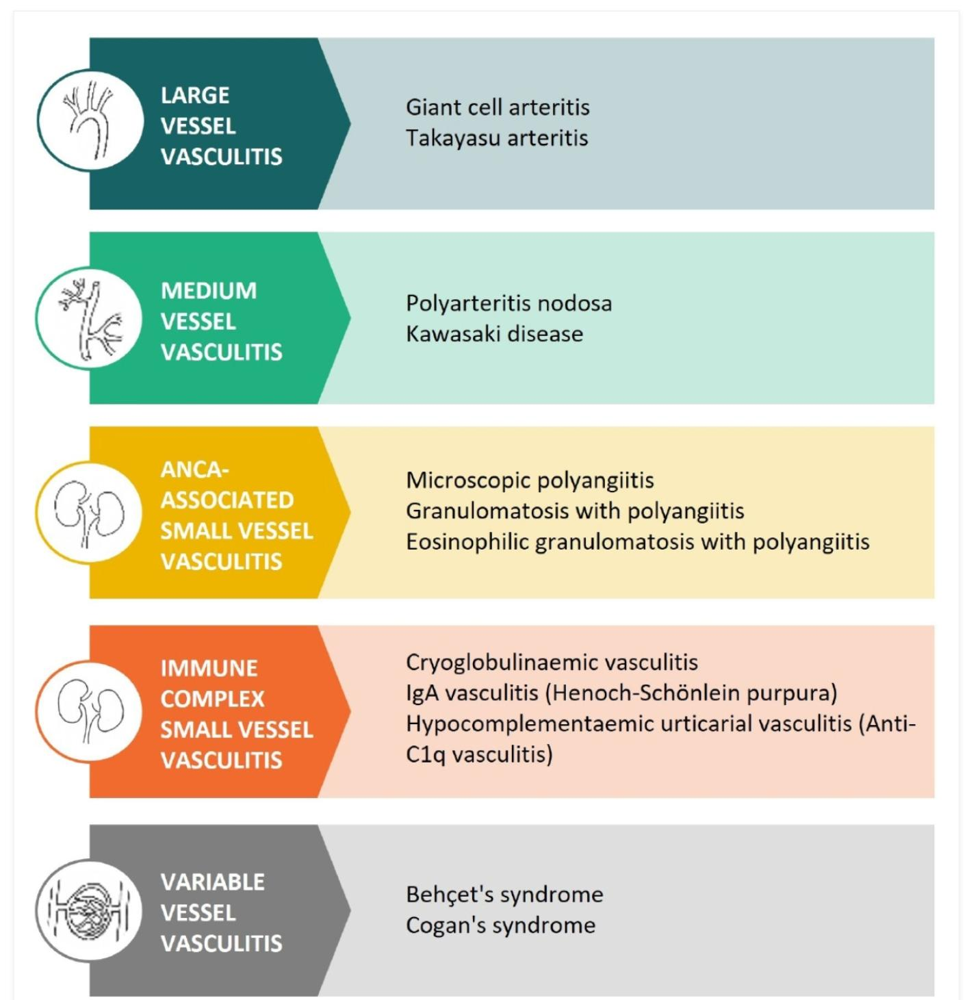 LARGE
VESSEL
VASCULITIS
Giant cell arteritis
Takayasu arteritis
MEDIUM
VESSEL
VASCULITIS
Polyarteritis nodosa
Kawasaki disease
ANCA-
ASSOCIATED
SMALL VESSEL
VASCULITIS
Microscopic polyangiitis
Granulomatosis with polyangiitis
Eosinophilic granulomatosis with polyangiitis
IMMUNE
COMPLEX
SMALL VESSEL
VASCULITIS
Cryoglobulinaemic vasculitis
IgA vasculitis (Henoch-Schönlein purpura)
Hypocomplementaemic urticarial vasculitis (Anti-
C1q vasculitis)
VARIABLE
VESSEL
VASCULITIS
Behçet's syndrome
Cogan's syndrome